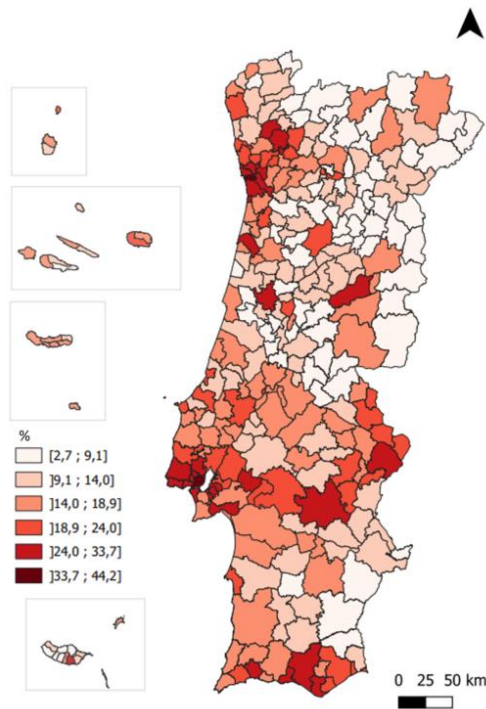 %
[2,7 ; 9,1]
]9,1 ; 14,0]
]14,0 ; 18,9]
]18,9 ; 24,0]
]24,0 ; 33,7]
]33,7 ; 44,2]
0 25 50 km